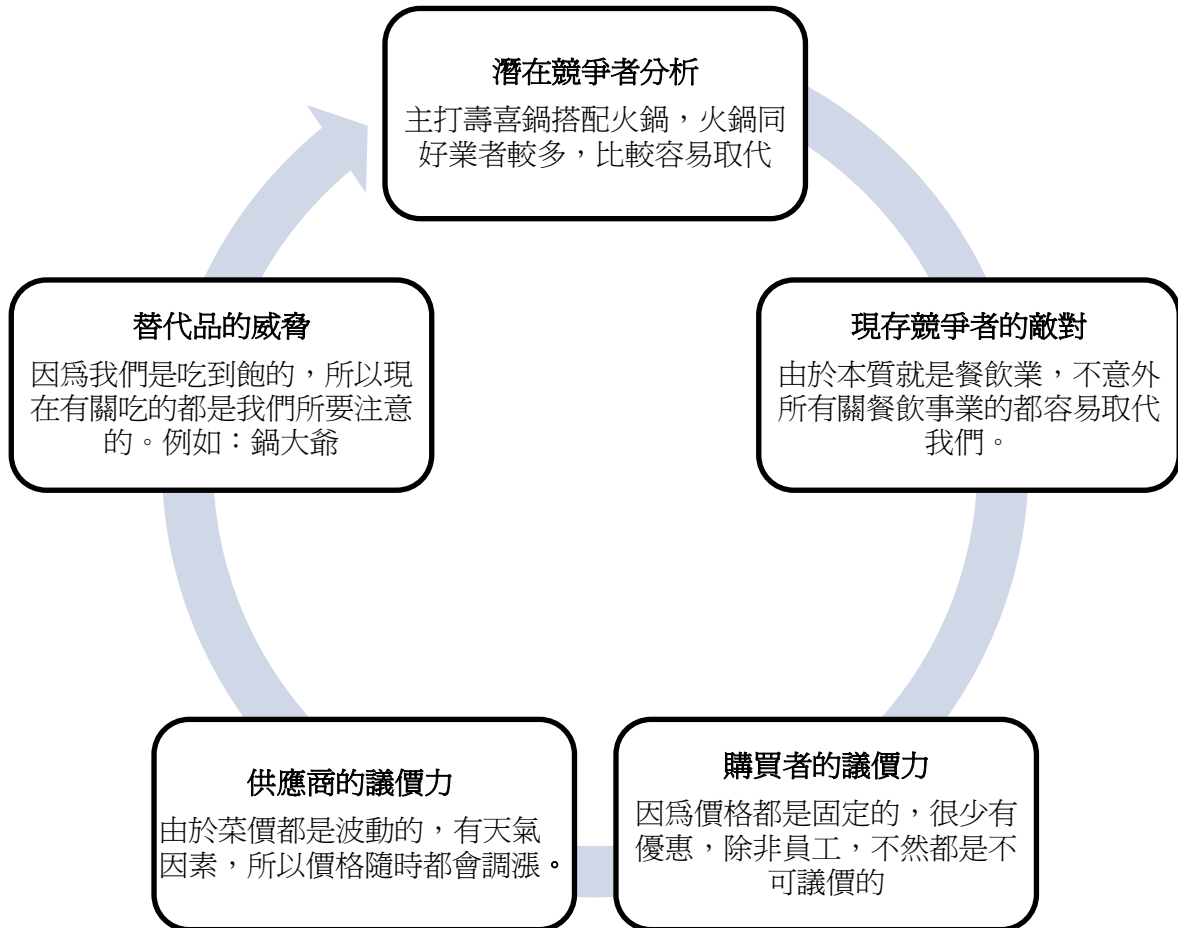 潛在競爭者分析
主打壽喜鍋搭配火鍋，火鍋同
好業者較多，比較容易取代
現存競爭者的敵對
由於本質就是餐飲業，不意外
所有關餐飲事業的都容易取代
我們。
購買者的議價力
因爲價格都是固定的，很少有
優惠，除非員工，不然都是不
可議價的
供應商的議價力
由於菜價都是波動的，有天氣
因素，所以價格隨時都會調漲。
替代品的威脅
因爲我們是吃到飽的，所以現
在有關吃的都是我們所要注意
的。例如：鍋大爺